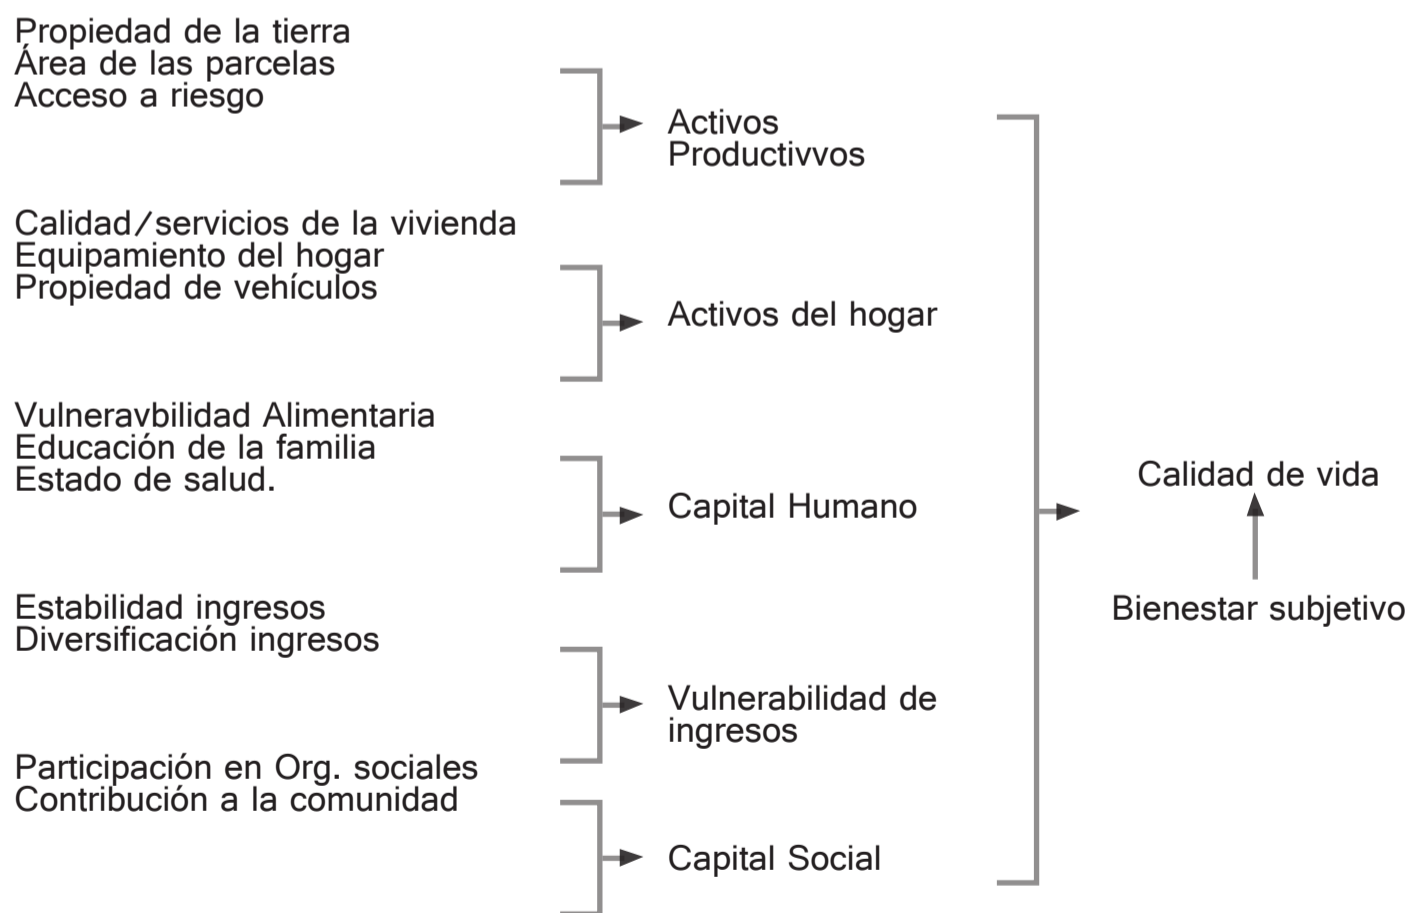 Propiedad de la tierra
Área de las parcelas
Acceso a riesgo
Activos
Productivvos
Calidad/servicios de la vivienda
Equipamiento del hogar
Propiedad de vehículos
Activos del hogar
Vulneravbilidad Alimentaria
Educación de la familia
Estado de salud.
Capital Humano
Estabilidad ingresos
Diversificación ingresos
Vulnerabilidad de
ingresos
Participación en Org. sociales
Contribución a la comunidad
Capital Social
Calidad de vida
Bienestar subjetivo